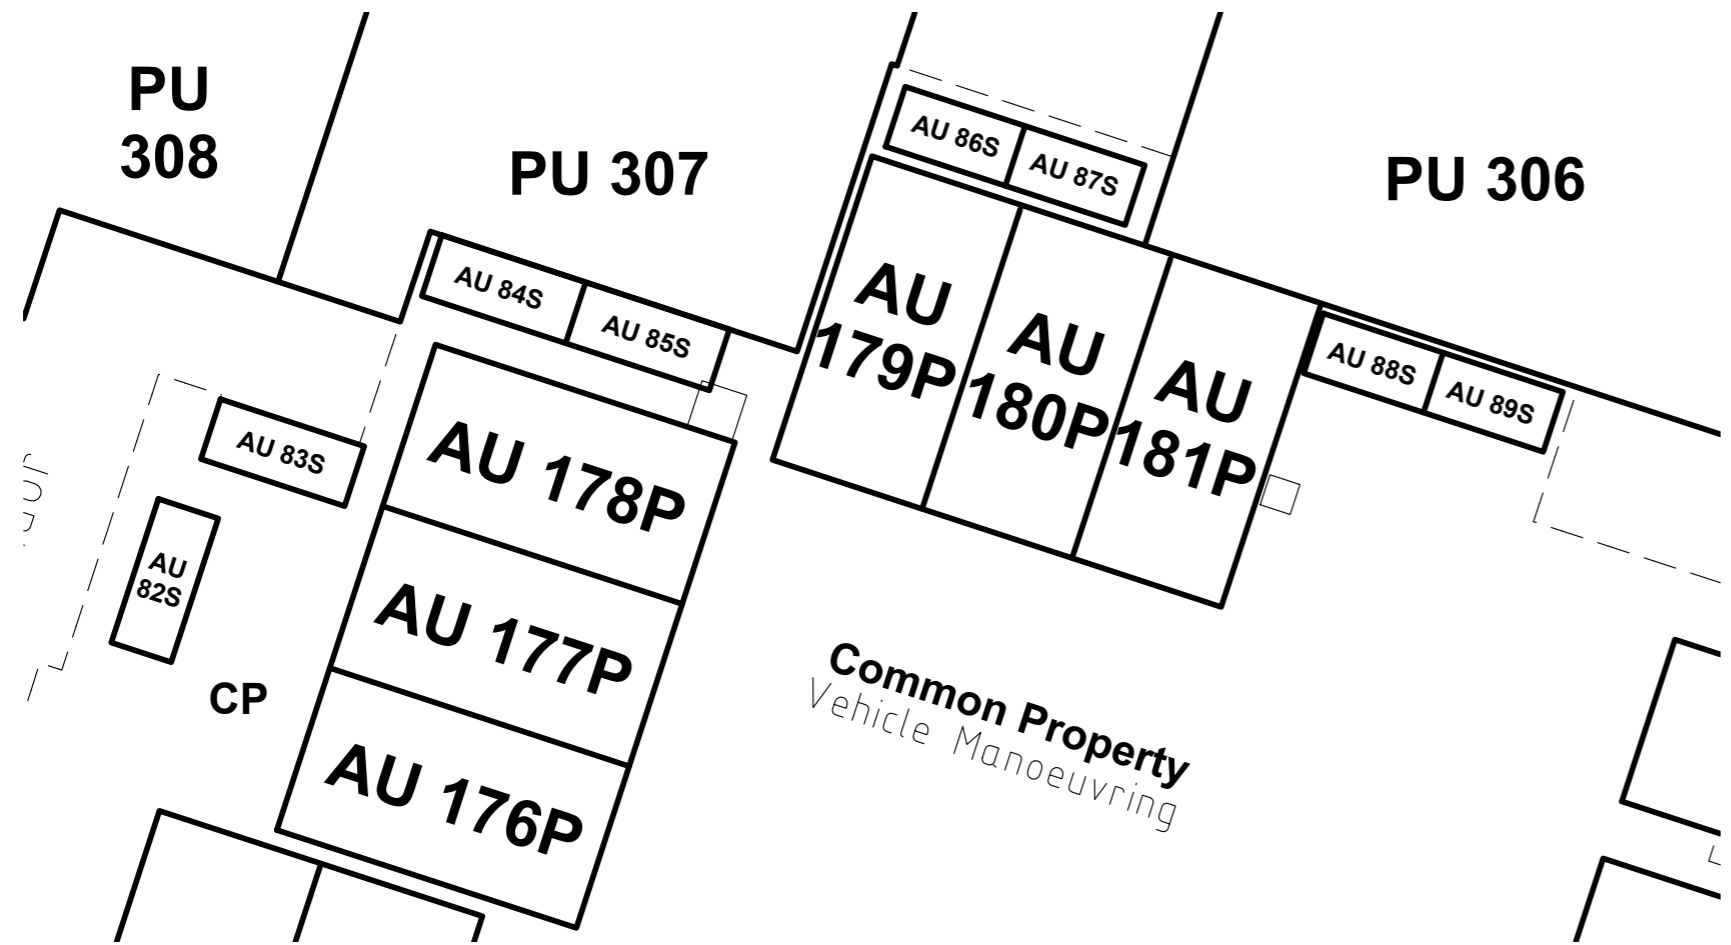 PU
308
PU 307
PU 306
AU 86S
AU 87S
AU 84S
AU 85S
AU
179P
AU
180P
AU
181P
AU 88S
AU 89S
AU 83S
AU 178P
AU
82S
AU 177P
CP
AU 176P
Common Property
Vehicle Manoeuvring